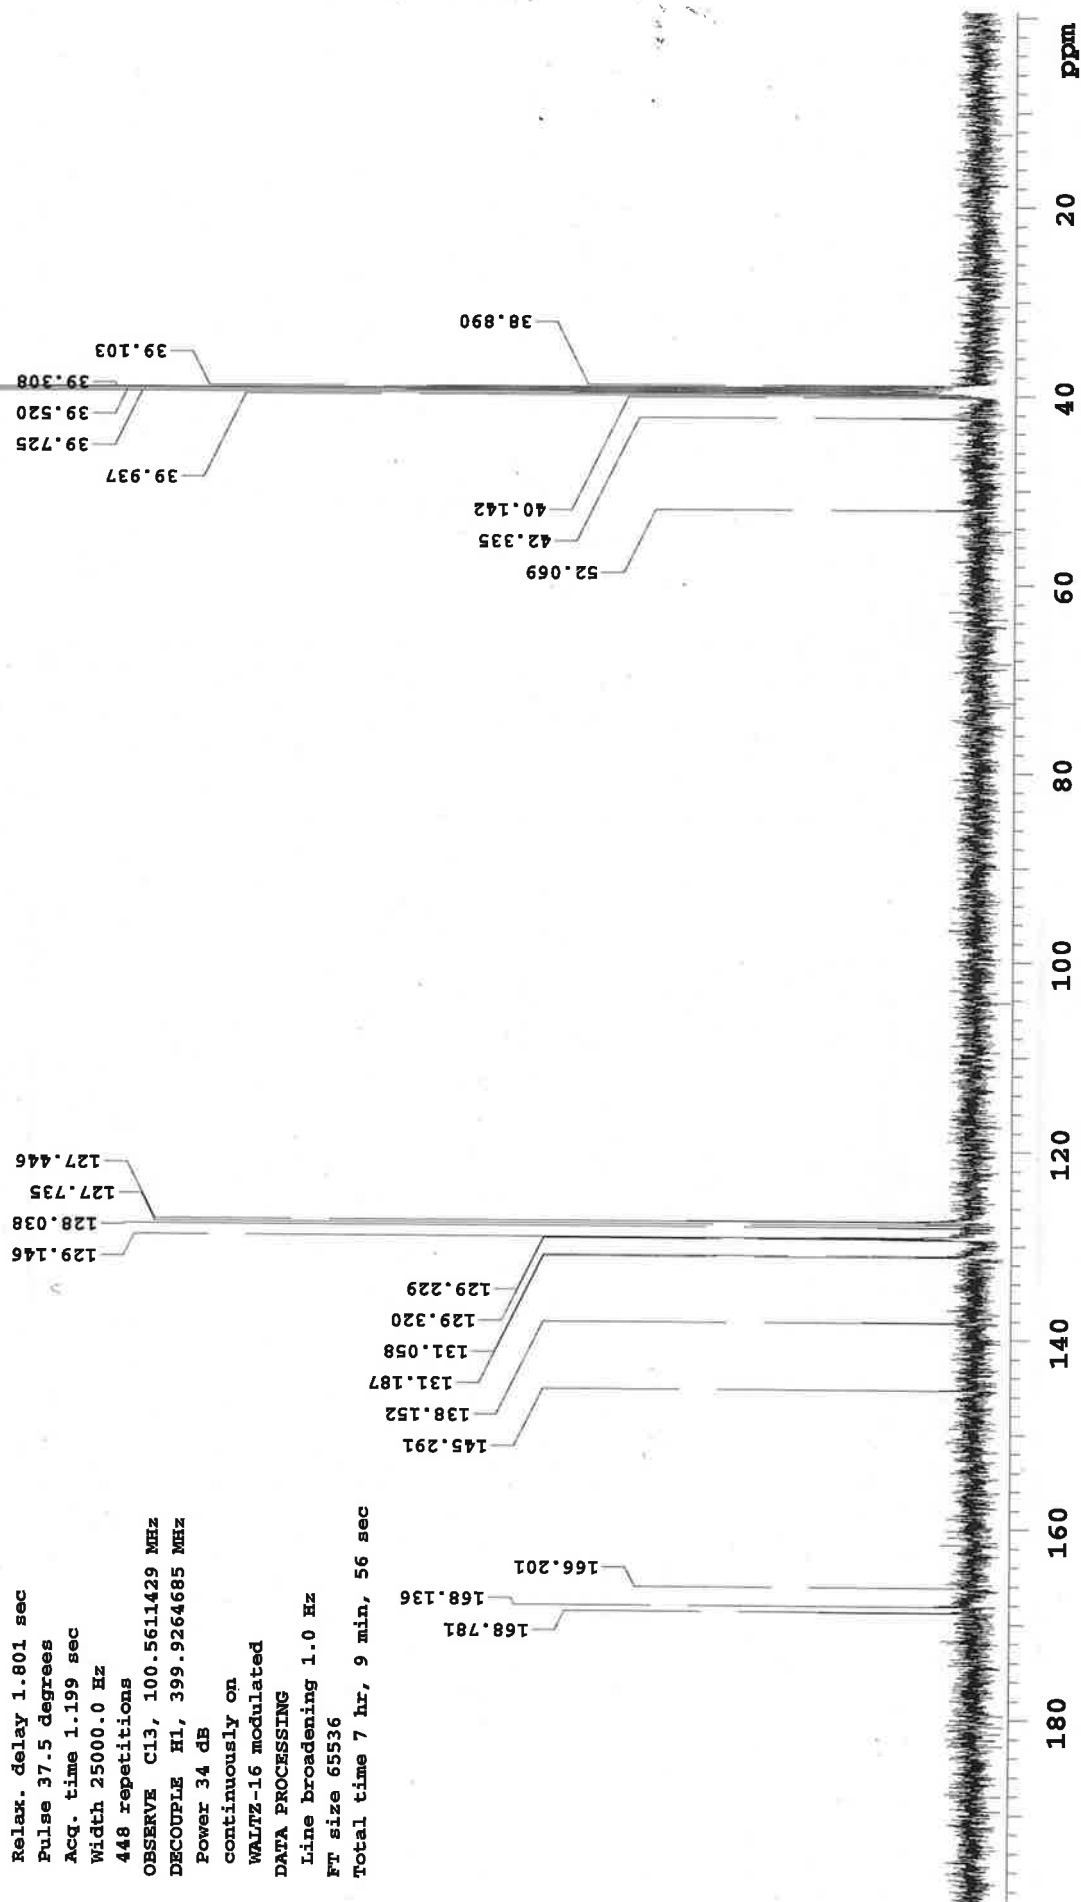 Relax. delay 1.801 sec
Pulse 37.5 degrees
Acq. time 1.199 sec
Width 25000.0 Hz
448 repetitions
OBSERVE C13, 100.5611429 MHz
DECOUPLE H1, 399.9264685 MHz
Power 34 dB
continuously on
WALTZ-16 modulated
DATA PROCESSING
Line broadening 1.0 Hz
FT size 65536
Total time 7 hr, 9 min, 56 sec
168.781
168.136
166.201
145.291
138.152
131.187
131.058
129.320
129.229
129.146
128.038
127.735
127.446
52.069
42.335
40.142
39.937
39.725
39.520
39.308
39.103
38.890
180
160
140
120
100
80
60
40
20
ppm